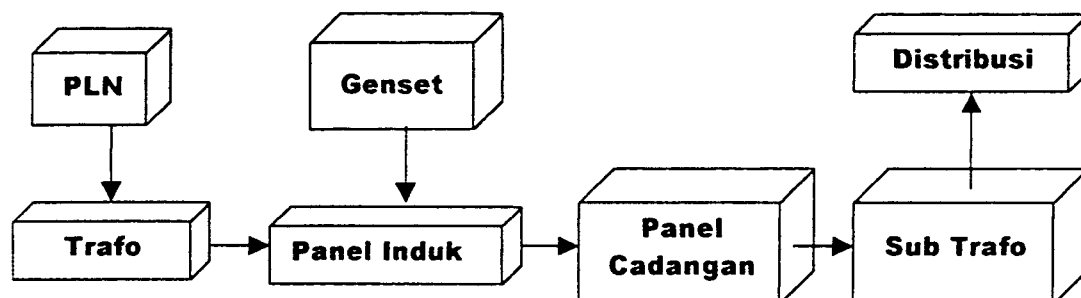 PLN
Genset
Distribusi
Trafo
Panel Induk
Panel
Cadangan
Sub Trafo